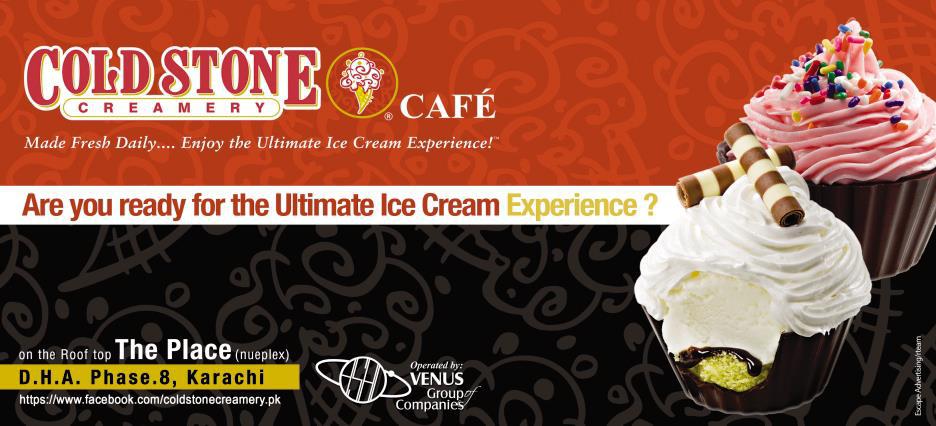 COLD STONE
CREAMERY
® CAFÉ
Made Fresh Daily.... Enjoy the Ultimate Ice Cream Experience!™
Are you ready for the Ultimate Ice Cream Experience ?
on the Roof top The Place (nueplex)
D.H.A. Phase.8, Karachi
https://www.facebook.com/coldstonecreamery.pk
Operated by:
VENUS
Group of
Companies
Escape Advertising/iteam